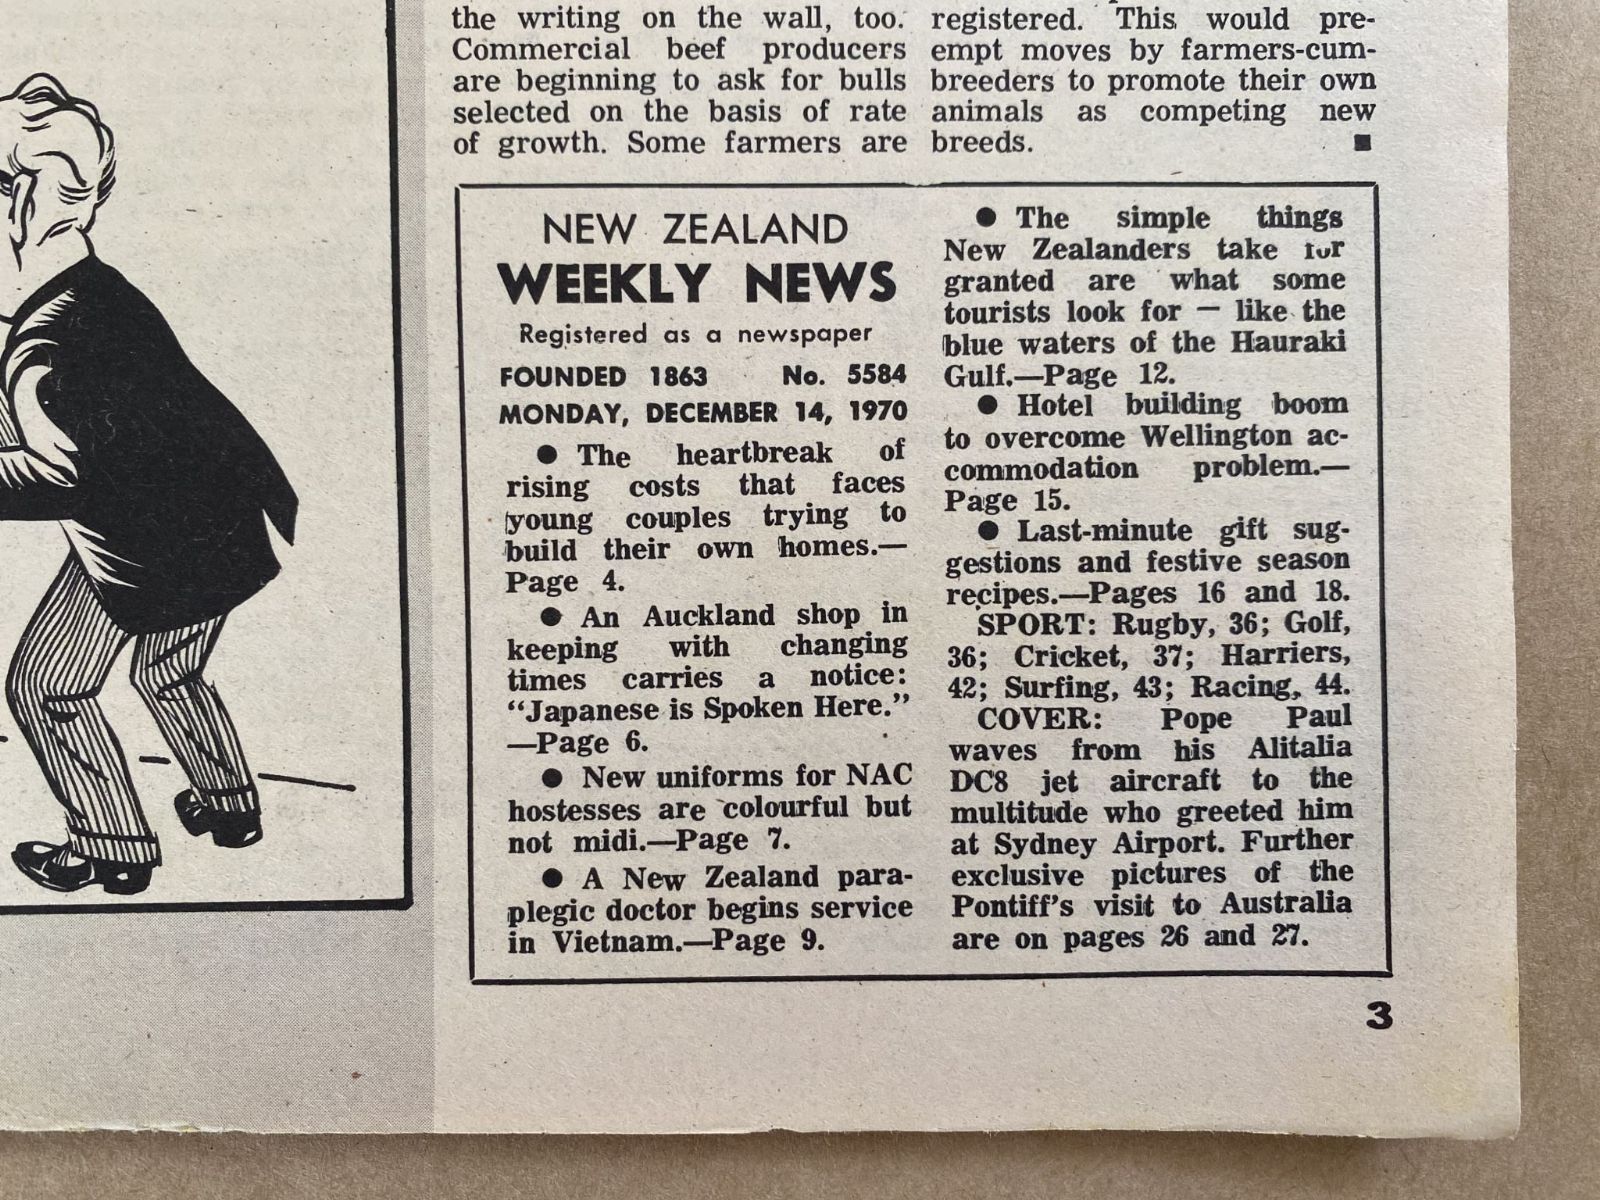 the writing on the wall, too.
Commercial beef producers
are beginning to ask for bulls
selected on the basis of rate
of growth. Some farmers are
registered. This would pre-
empt moves by farmers-cum-
breeders to promote their own
animals as competing new
breeds. ■
NEW ZEALAND
WEEKLY NEWS
Registered as a newspaper
FOUNDED 1863 No. 5584
MONDAY, DECEMBER 14, 1970
● The heartbreak of
rising costs that faces
young couples trying to
build their own homes.—
Page 4.
● An Auckland shop in
keeping with changing
times carries a notice:
“Japanese is Spoken Here.”
—Page 6.
● New uniforms for NAC
hostesses are colourful but
not midi.—Page 7.
● A New Zealand para-
plegic doctor begins service
in Vietnam.—Page 9.
● The simple things
New Zealanders take for
granted are what some
tourists look for — like the
blue waters of the Hauraki
Gulf.—Page 12.
● Hotel building boom
to overcome Wellington ac-
commodation problem.—
Page 15.
● Last-minute gift sug-
gestions and festive season
recipes.—Pages 16 and 18.
SPORT: Rugby, 36; Golf,
36; Cricket, 37; Harriers,
42; Surfing, 43; Racing, 44.
COVER: Pope Paul
waves from his Alitalia
DC8 jet aircraft to the
multitude who greeted him
at Sydney Airport. Further
exclusive pictures of the
Pontiff's visit to Australia
are on pages 26 and 27.
3